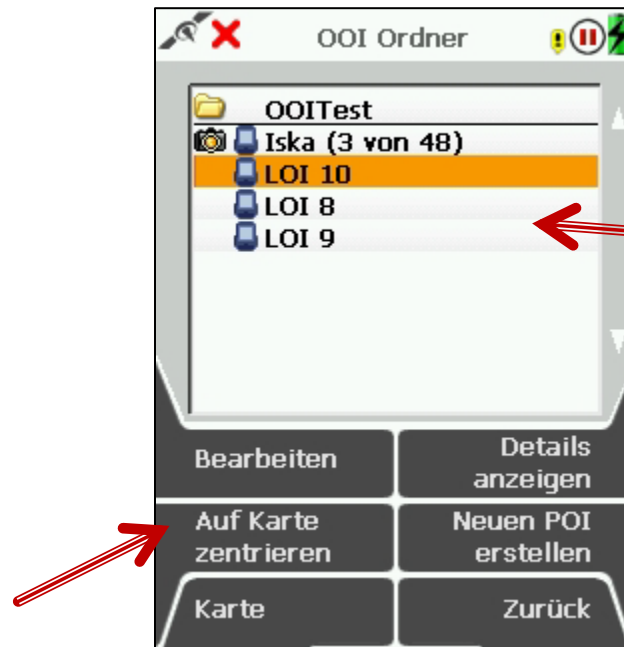 OOI Ordner
OOITest
Iska (3 von 48)
LOI 10
LOI 8
LOI 9
Bearbeiten
Details
anzeigen
Auf Karte
zentrieren
Neuen POI
erstellen
Karte
Zurück